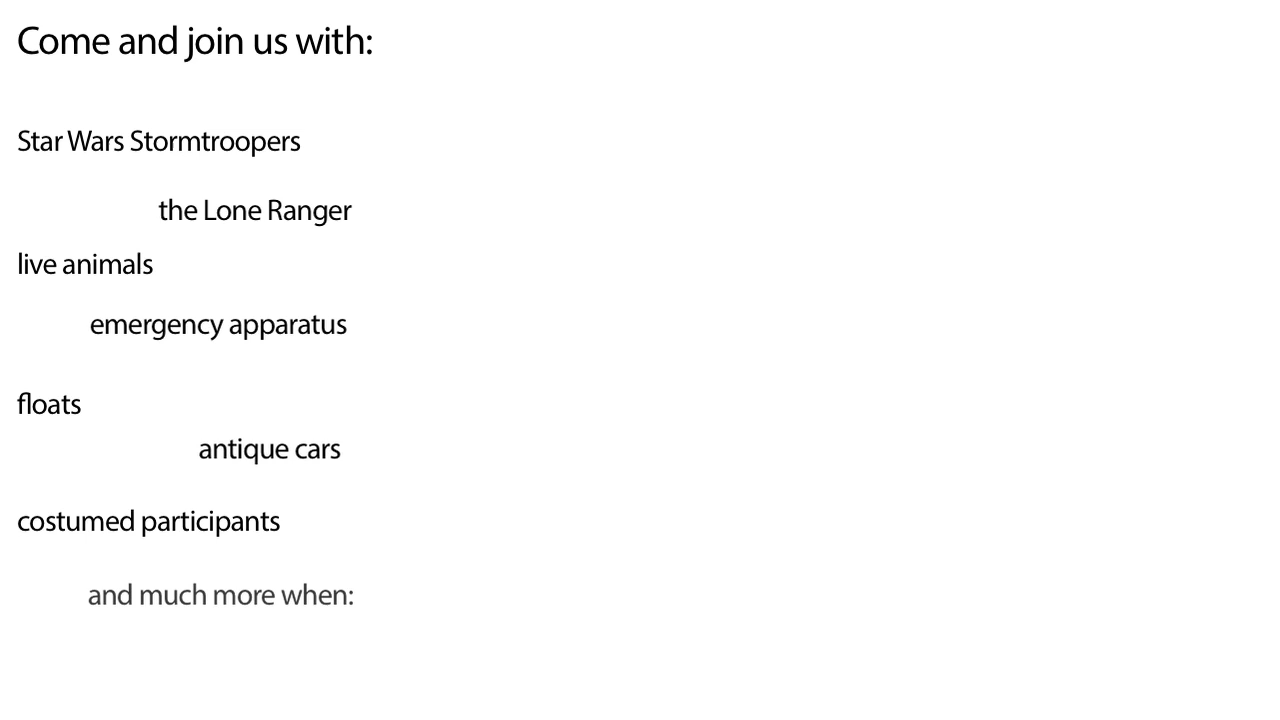 Come and join us with:
Star Wars Stormtroopers
the Lone Ranger
live animals
emergency apparatus
floats
antique cars
costumed participants
and much more when: